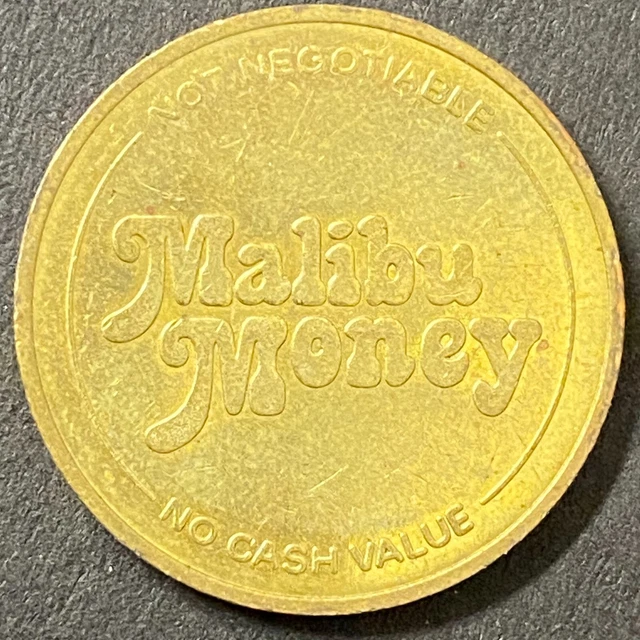 NOT NEGOTIABLE
Malibu
Money
NO CASH VALUE